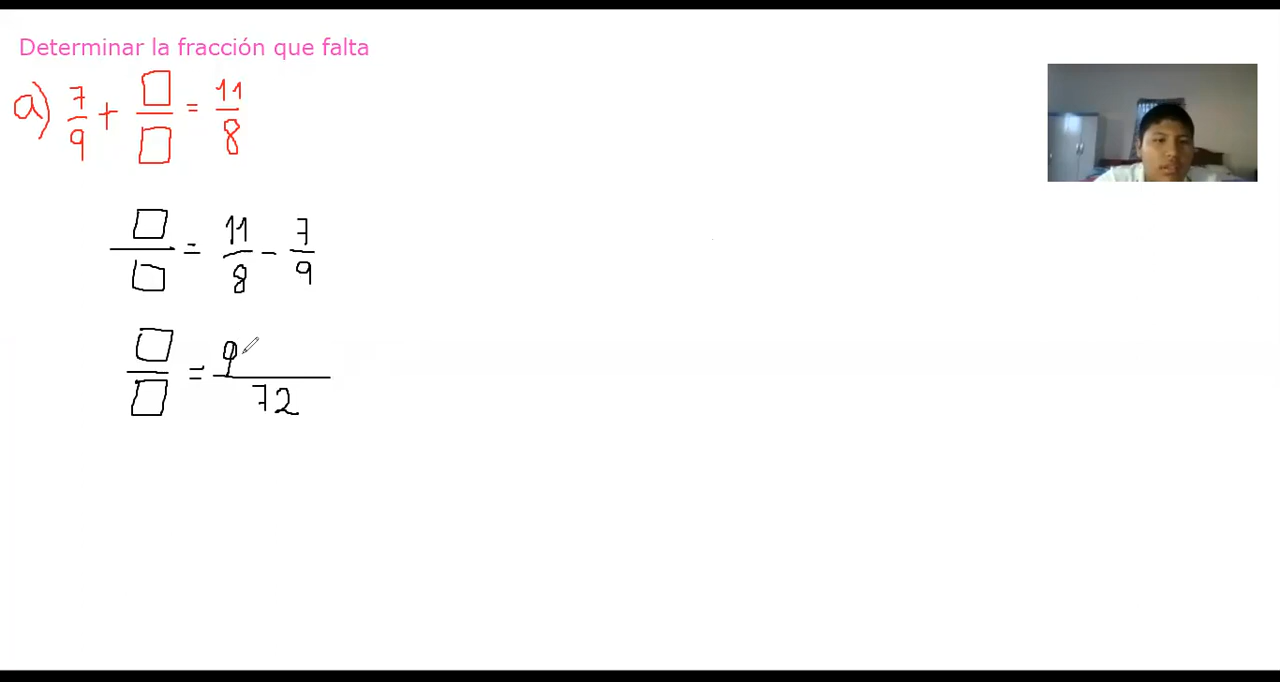 Determinar la fracción que falta
a) 7/9 + □/□ = 11/8
□/□ = 11/8 - 7/9
□/□ = 9/72